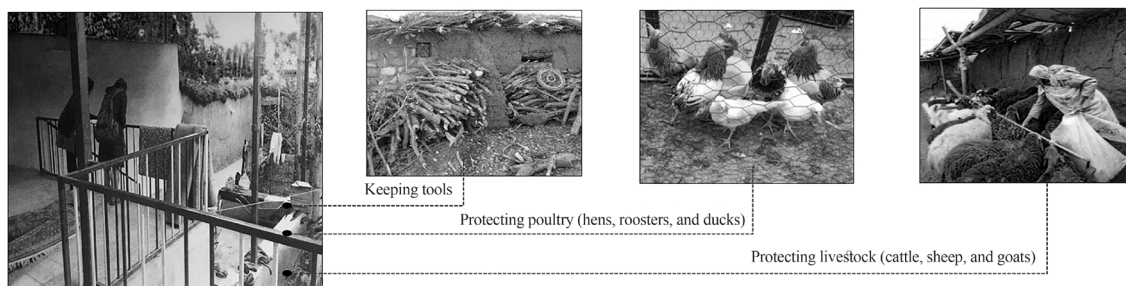 Keeping tools
Protecting poultry (hens, roosters, and ducks)
Protecting livestock (cattle, sheep, and goats)